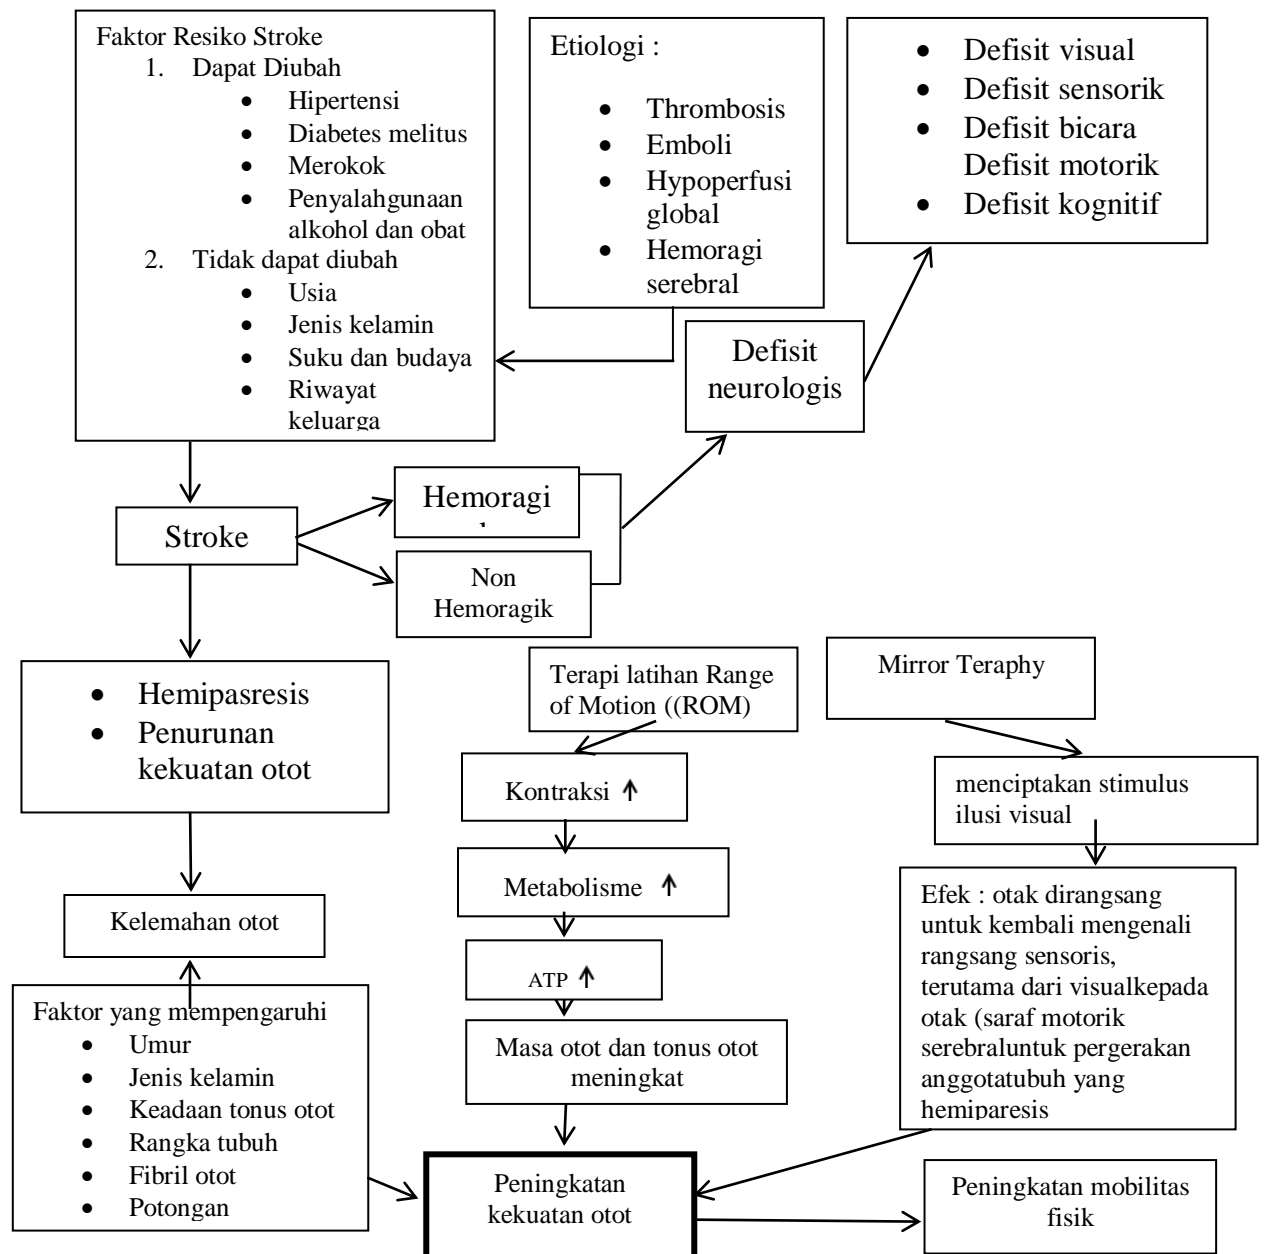 Faktor Resiko Stroke
1. Dapat Diubah
• Hipertensi
• Diabetes melitus
• Merokok
• Penyalahgunaan
alkohol dan obat
2. Tidak dapat diubah
• Usia
• Jenis kelamin
• Suku dan budaya
• Riwayat
keluarga
Etiologi :
• Thrombosis
• Emboli
• Hypoperfusi
global
• Hemoragi
serebral
• Defisit visual
• Defisit sensorik
• Defisit bicara
Defisit motorik
• Defisit kognitif
Defisit
neurologis
Stroke
Hemoragi
Non
Hemoragik
• Hemipasresis
• Penurunan
kekuatan otot
Kelemahan otot
Faktor yang mempengaruhi
• Umur
• Jenis kelamin
• Keadaan tonus otot
• Rangka tubuh
• Fibril otot
• Potongan
Terapi latihan Range
of Motion ((ROM)
Kontraksi ↑
Metabolisme ↑
ATP ↑
Masa otot dan tonus otot
meningkat
Mirror Teraphy
menciptakan stimulus
ilusi visual
Efek : otak dirangsang
untuk kembali mengenali
rangsang sensoris,
terutama dari visualkepada
otak (saraf motorik
serebraluntuk pergerakan
anggotatubuh yang
hemiparesis
Peningkatan
kekuatan otot
Peningkatan mobilitas
fisik